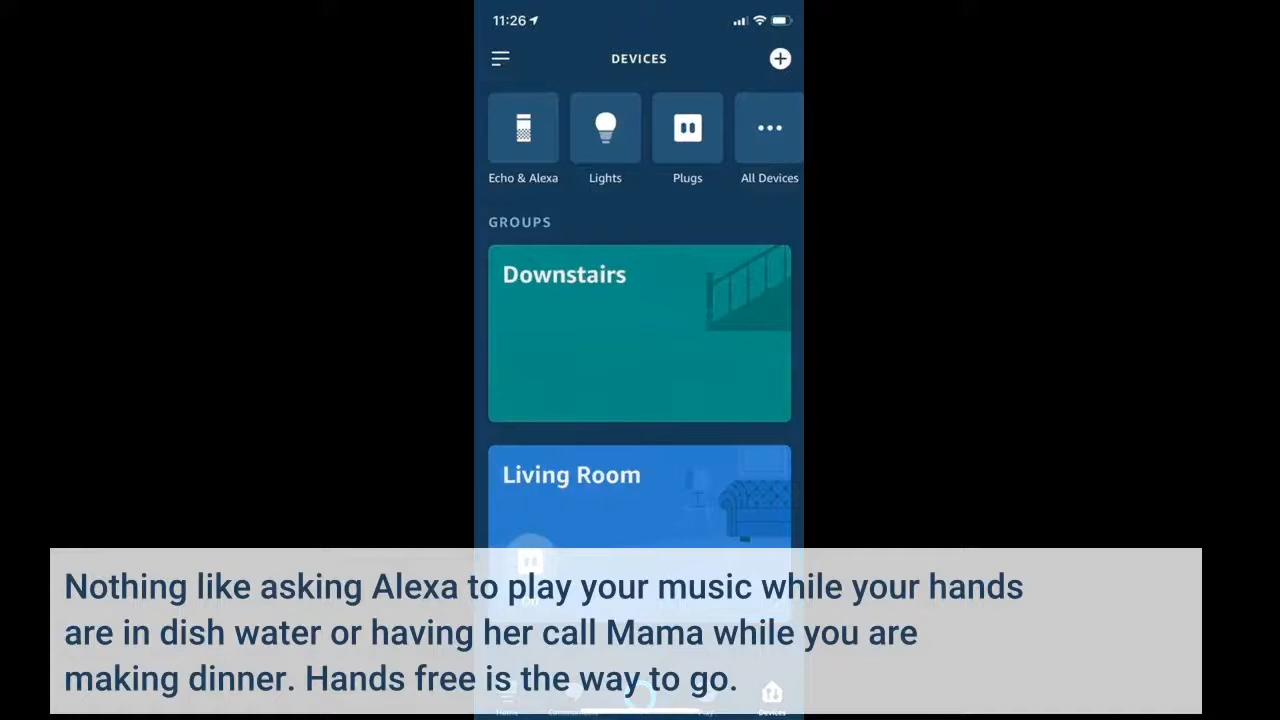 11:26
DEVICES
Echo & Alexa
Lights
Plugs
All Devices
GROUPS
Downstairs
Living Room
Nothing like asking Alexa to play your music while your hands
are in dish water or having her call Mama while you are
making dinner. Hands free is the way to go.
Home
Devices